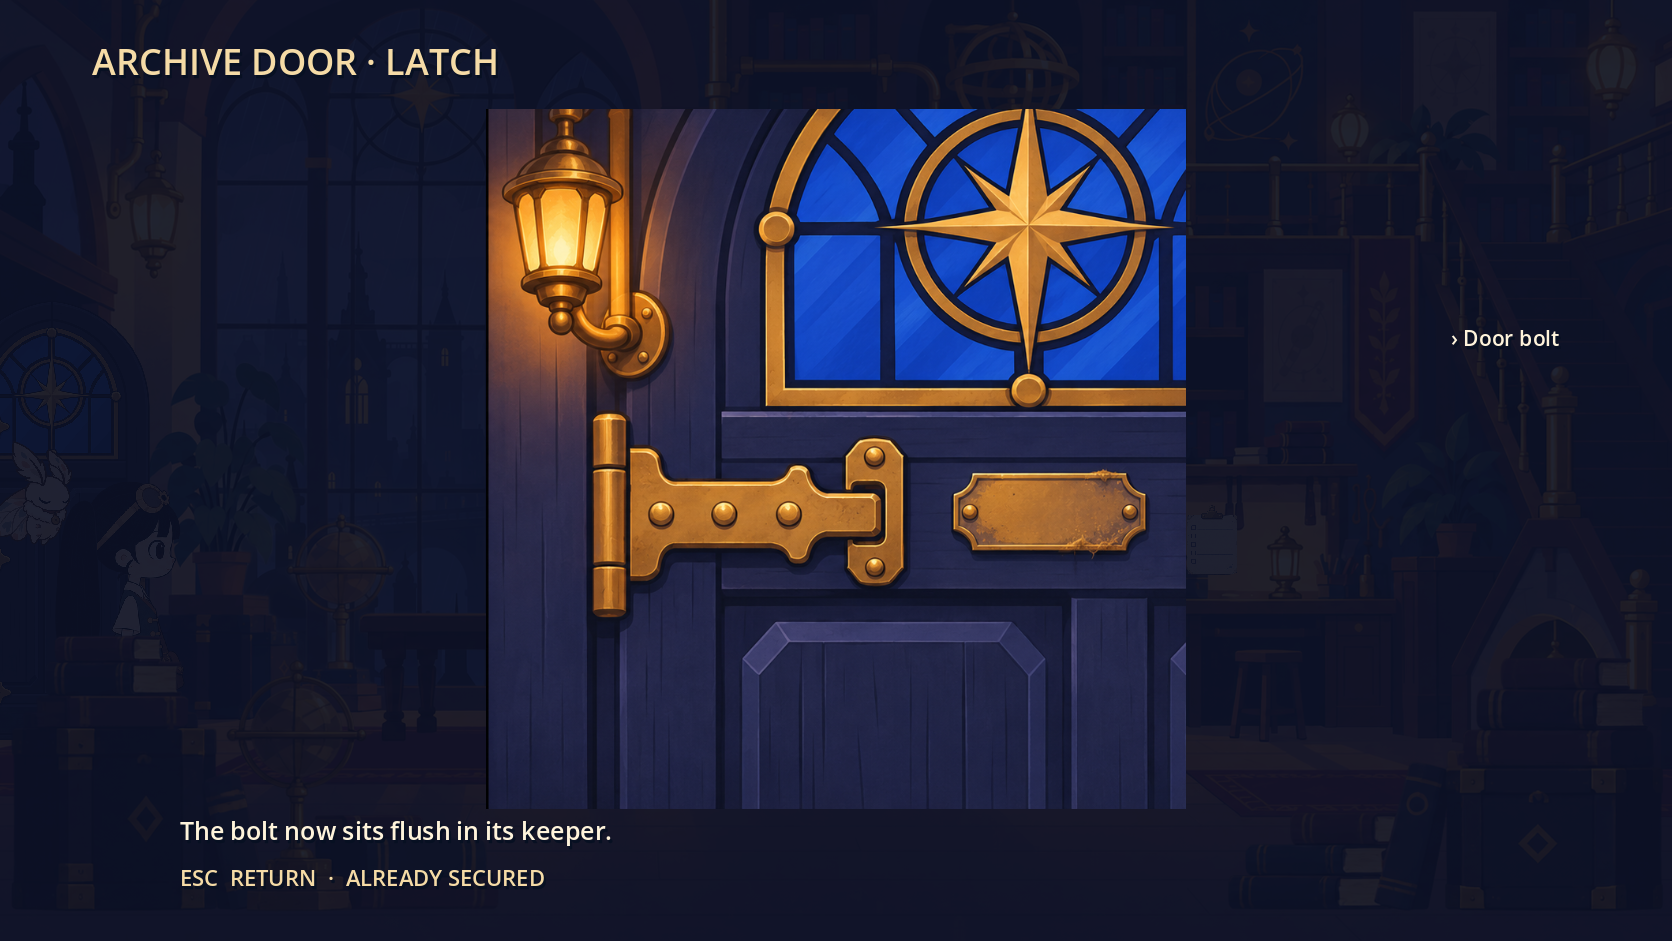 ARCHIVE DOOR · LATCH
› Door bolt
The bolt now sits flush in its keeper.
ESC RETURN · ALREADY SECURED